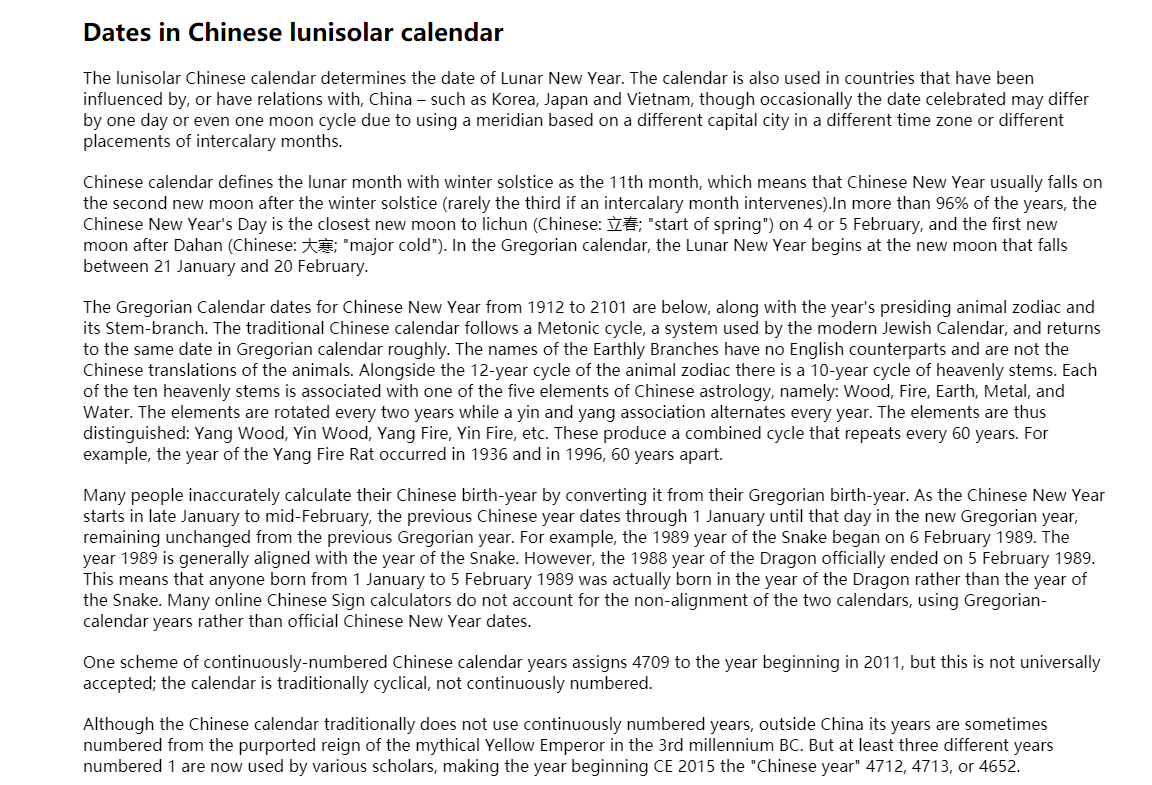 Dates in Chinese lunisolar calendar
The lunisolar Chinese calendar determines the date of Lunar New Year. The calendar is also used in countries that have been
influenced by, or have relations with, China – such as Korea, Japan and Vietnam, though occasionally the date celebrated may differ
by one day or even one moon cycle due to using a meridian based on a different capital city in a different time zone or different
placements of intercalary months.
Chinese calendar defines the lunar month with winter solstice as the 11th month, which means that Chinese New Year usually falls on
the second new moon after the winter solstice (rarely the third if an intercalary month intervenes).In more than 96% of the years, the
Chinese New Year's Day is the closest new moon to lichun (Chinese: 立春; "start of spring") on 4 or 5 February, and the first new
moon after Dahan (Chinese: 大寒; "major cold"). In the Gregorian calendar, the Lunar New Year begins at the new moon that falls
between 21 January and 20 February.
The Gregorian Calendar dates for Chinese New Year from 1912 to 2101 are below, along with the year's presiding animal zodiac and
its Stem-branch. The traditional Chinese calendar follows a Metonic cycle, a system used by the modern Jewish Calendar, and returns
to the same date in Gregorian calendar roughly. The names of the Earthly Branches have no English counterparts and are not the
Chinese translations of the animals. Alongside the 12-year cycle of the animal zodiac there is a 10-year cycle of heavenly stems. Each
of the ten heavenly stems is associated with one of the five elements of Chinese astrology, namely: Wood, Fire, Earth, Metal, and
Water. The elements are rotated every two years while a yin and yang association alternates every year. The elements are thus
distinguished: Yang Wood, Yin Wood, Yang Fire, Yin Fire, etc. These produce a combined cycle that repeats every 60 years. For
example, the year of the Yang Fire Rat occurred in 1936 and in 1996, 60 years apart.
Many people inaccurately calculate their Chinese birth-year by converting it from their Gregorian birth-year. As the Chinese New Year
starts in late January to mid-February, the previous Chinese year dates through 1 January until that day in the new Gregorian year,
remaining unchanged from the previous Gregorian year. For example, the 1989 year of the Snake began on 6 February 1989. The
year 1989 is generally aligned with the year of the Snake. However, the 1988 year of the Dragon officially ended on 5 February 1989.
This means that anyone born from 1 January to 5 February 1989 was actually born in the year of the Dragon rather than the year of
the Snake. Many online Chinese Sign calculators do not account for the non-alignment of the two calendars, using Gregorian-
calendar years rather than official Chinese New Year dates.
One scheme of continuously-numbered Chinese calendar years assigns 4709 to the year beginning in 2011, but this is not universally
accepted; the calendar is traditionally cyclical, not continuously numbered.
Although the Chinese calendar traditionally does not use continuously numbered years, outside China its years are sometimes
numbered from the purported reign of the mythical Yellow Emperor in the 3rd millennium BC. But at least three different years
numbered 1 are now used by various scholars, making the year beginning CE 2015 the "Chinese year" 4712, 4713, or 4652.